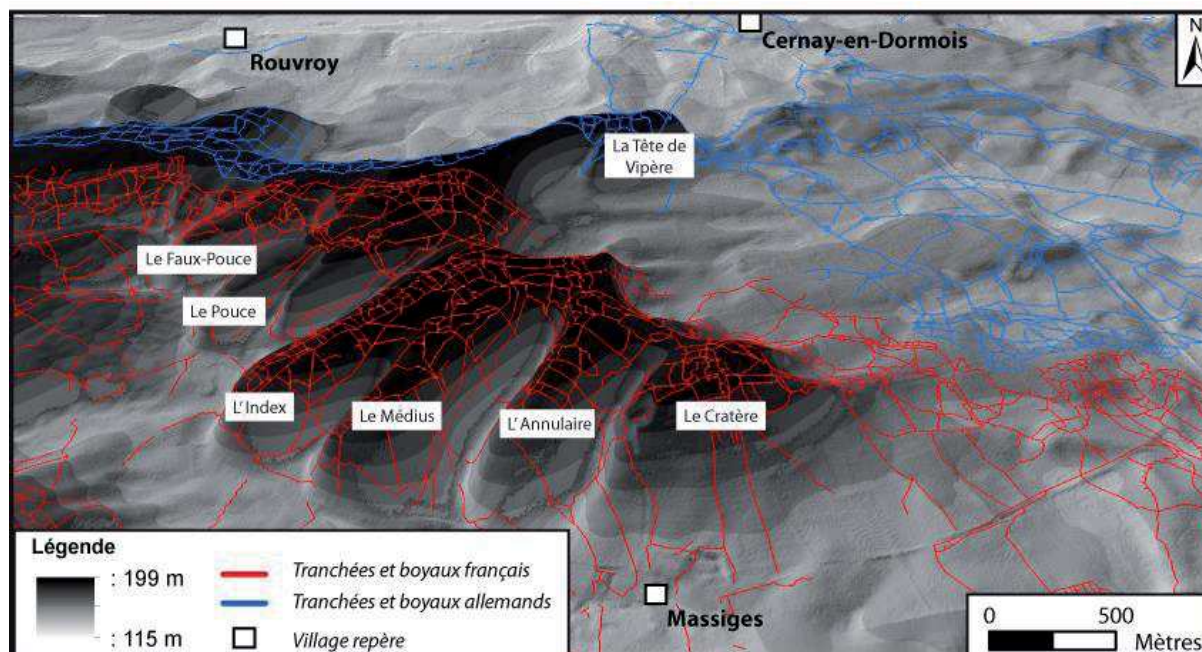 Rouvroy
Cernay-en-Dormois
N
La Tête de
Vipère
Le Faux-Pouce
Le Pouce
L'Index
Le Médius
L'Annulaire
Le Cratère
Massiges
Légende
: 199 m
: 115 m
Tranchées et boyaux français
Tranchées et boyaux allemands
Village repère
0 500
Mètres